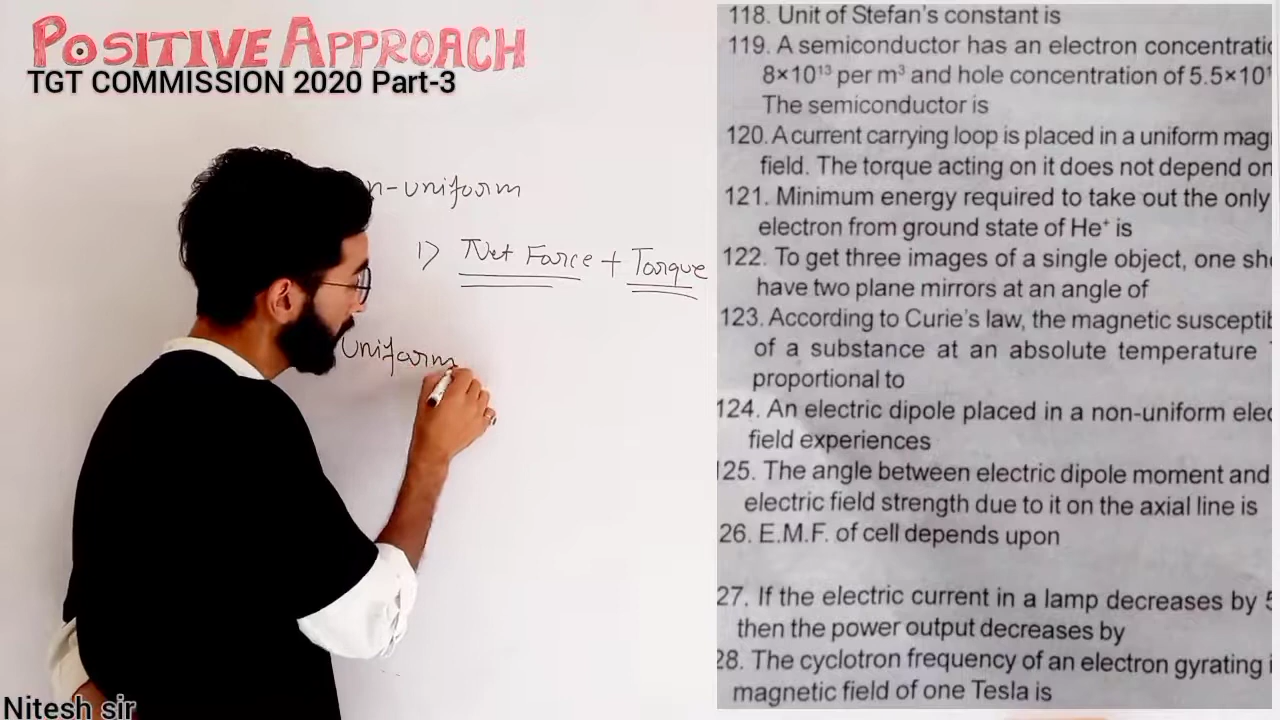 POSITIVE APPROACH
TGT COMMISSION 2020 Part-3
n-uniform
1) Net Farce + Torque
Uniform
Nitesh sir
118. Unit of Stefan's constant is
119. A semiconductor has an electron concentratic
8×10¹³ per m³ and hole concentration of 5.5×10¹
The semiconductor is
120. A current carrying loop is placed in a uniform mag
field. The torque acting on it does not depend on
121. Minimum energy required to take out the only
electron from ground state of He⁺ is
122. To get three images of a single object, one sh
have two plane mirrors at an angle of
123. According to Curie's law, the magnetic susceptib
of a substance at an absolute temperature
proportional to
124. An electric dipole placed in a non-uniform elec
field experiences
125. The angle between electric dipole moment and
electric field strength due to it on the axial line is
26. E.M.F. of cell depends upon
27. If the electric current in a lamp decreases by 5
then the power output decreases by
28. The cyclotron frequency of an electron gyrating i
magnetic field of one Tesla is